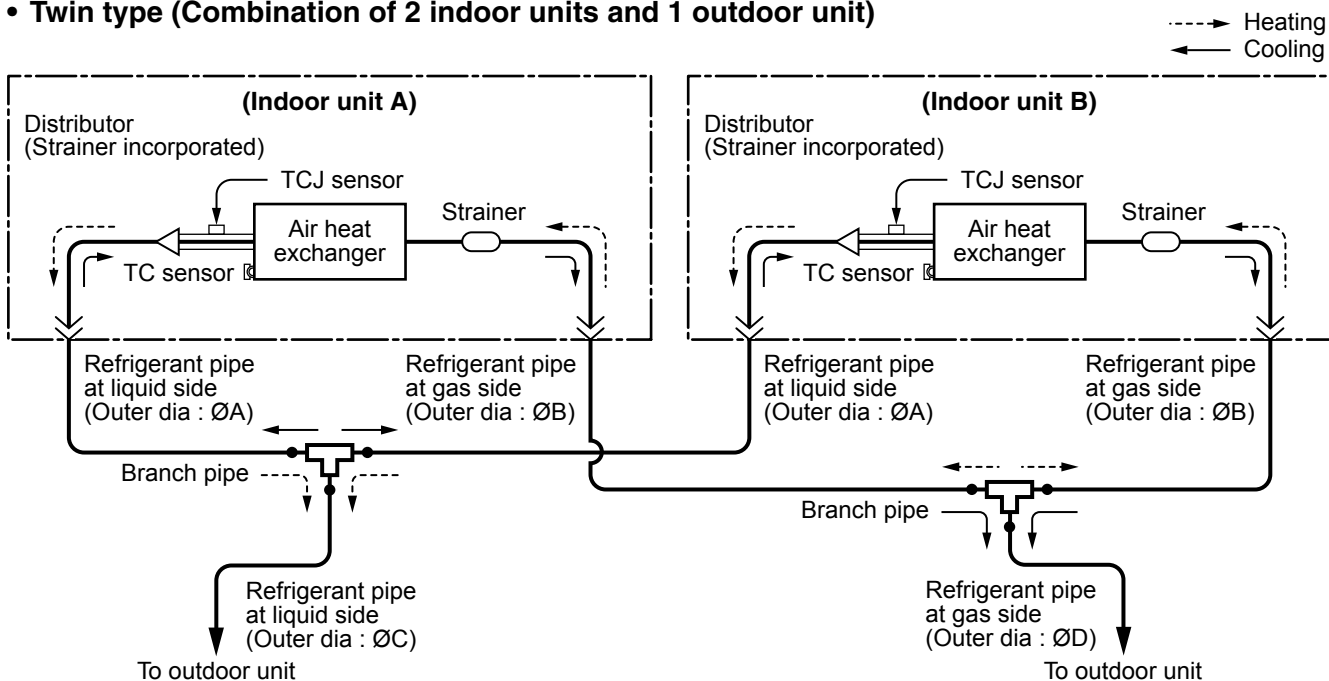 • Twin type (Combination of 2 indoor units and 1 outdoor unit)
Heating
Cooling
(Indoor unit A)
Distributor
(Strainer incorporated)
TCJ sensor
Strainer
Air heat
exchanger
TC sensor
(Indoor unit B)
Distributor
(Strainer incorporated)
TCJ sensor
Strainer
Air heat
exchanger
TC sensor
Refrigerant pipe
at liquid side
(Outer dia : ØA)
Refrigerant pipe
at gas side
(Outer dia : ØB)
Refrigerant pipe
at liquid side
(Outer dia : ØA)
Refrigerant pipe
at gas side
(Outer dia : ØB)
Branch pipe
Branch pipe
Refrigerant pipe
at liquid side
(Outer dia : ØC)
To outdoor unit
Refrigerant pipe
at gas side
(Outer dia : ØD)
To outdoor unit